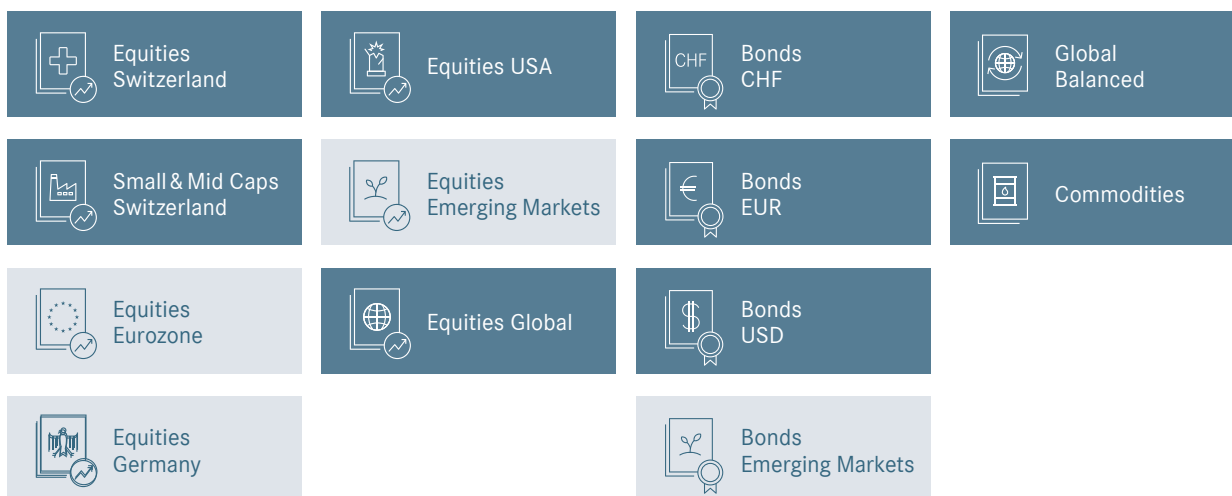 Equities
Switzerland
Equities USA
CHF
Bonds
CHF
Global
Balanced
Small & Mid Caps
Switzerland
Equities
Emerging Markets
€
Bonds
EUR
Commodities
Equities
Eurozone
Equities Global
$
Bonds
USD
Equities
Germany
Bonds
Emerging Markets